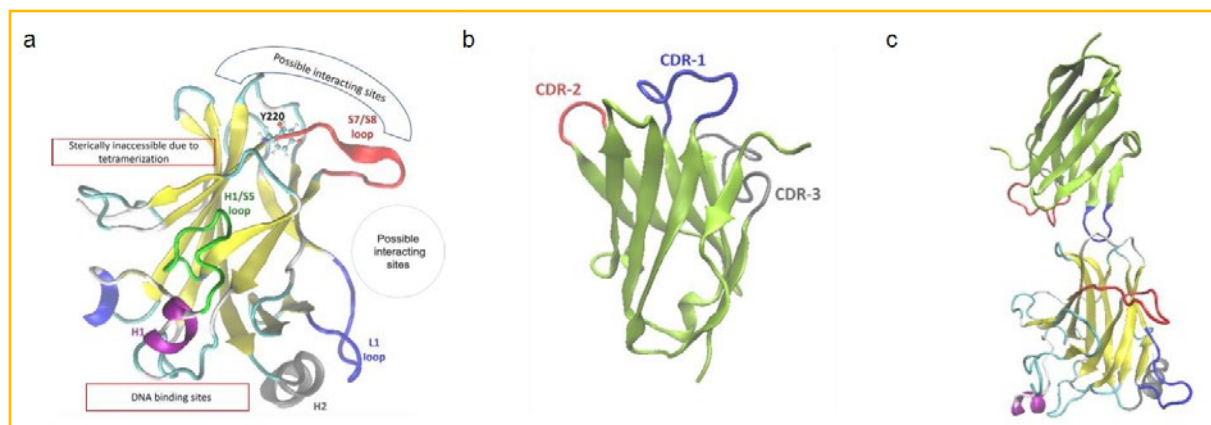 a
Possible interacting sites
Y220
S7/S8
loop
Sterically inaccessible due to
tetramerization
H1/S5
loop
Possible
interacting
sites
H1
L1
loop
DNA binding sites
H2
b
CDR-1
CDR-2
CDR-3
c